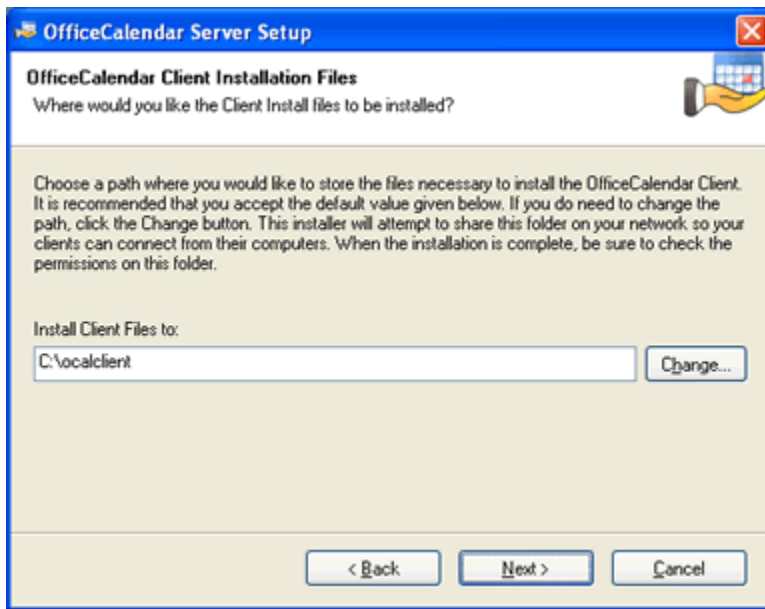 OfficeCalendar Server Setup
OfficeCalendar Client Installation Files
Where would you like the Client Install files to be installed?
Choose a path where you would like to store the files necessary to install the OfficeCalendar Client.
It is recommended that you accept the default value given below. If you do need to change the
path, click the Change button. This installer will attempt to share this folder on your network so your
clients can connect from their computers. When the installation is complete, be sure to check the
permissions on this folder.
Install Client Files to:
C:\ocalclient
Change...
< Back
Next >
Cancel